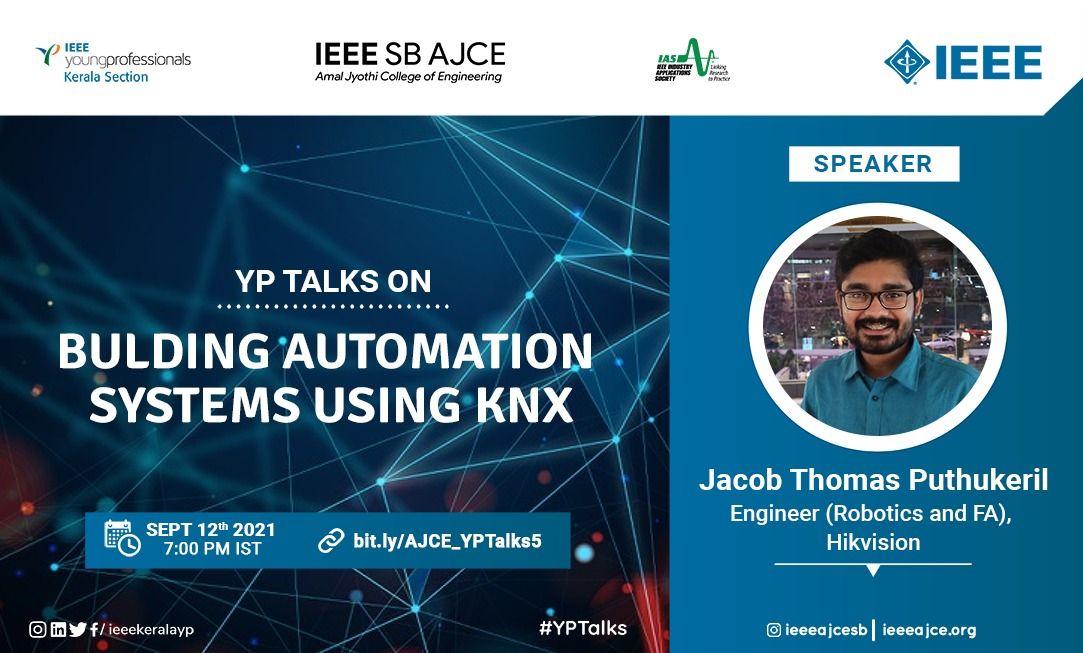 IEEE
youngprofessionals
Kerala Section
IEEE SB AJCE
Amal Jyothi College of Engineering
IAS
IEEE INDUSTRY
APPLICATIONS
SOCIETY
Linking
Research
to Practice
IEEE
YP TALKS ON
BULDING AUTOMATION
SYSTEMS USING KNX
SEPT 12th 2021
7:00 PM IST
bit.ly/AJCE_YPTalks5
/ieeekeralayp
#YPTalks
SPEAKER
Jacob Thomas Puthukeril
Engineer (Robotics and FA),
Hikvision
ieeeajcesb | ieeeajce.org